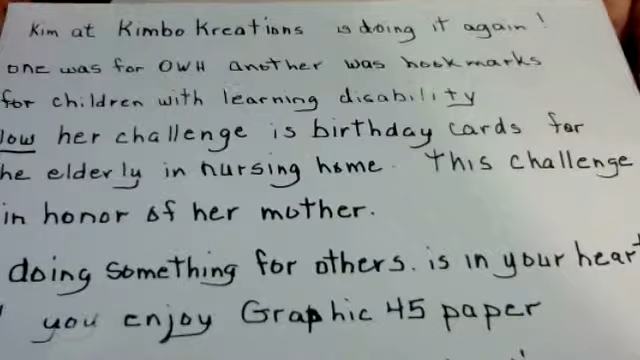 Kim at Kimbo Kreations is doing it again!
one was for OWH another was bookmarks
for children with learning disability
low her challenge is birthday cards for
he elderly in nursing home. This challenge
in honor of her mother.
doing something for others. is in your heart
you enjoy Graphic 45 paper